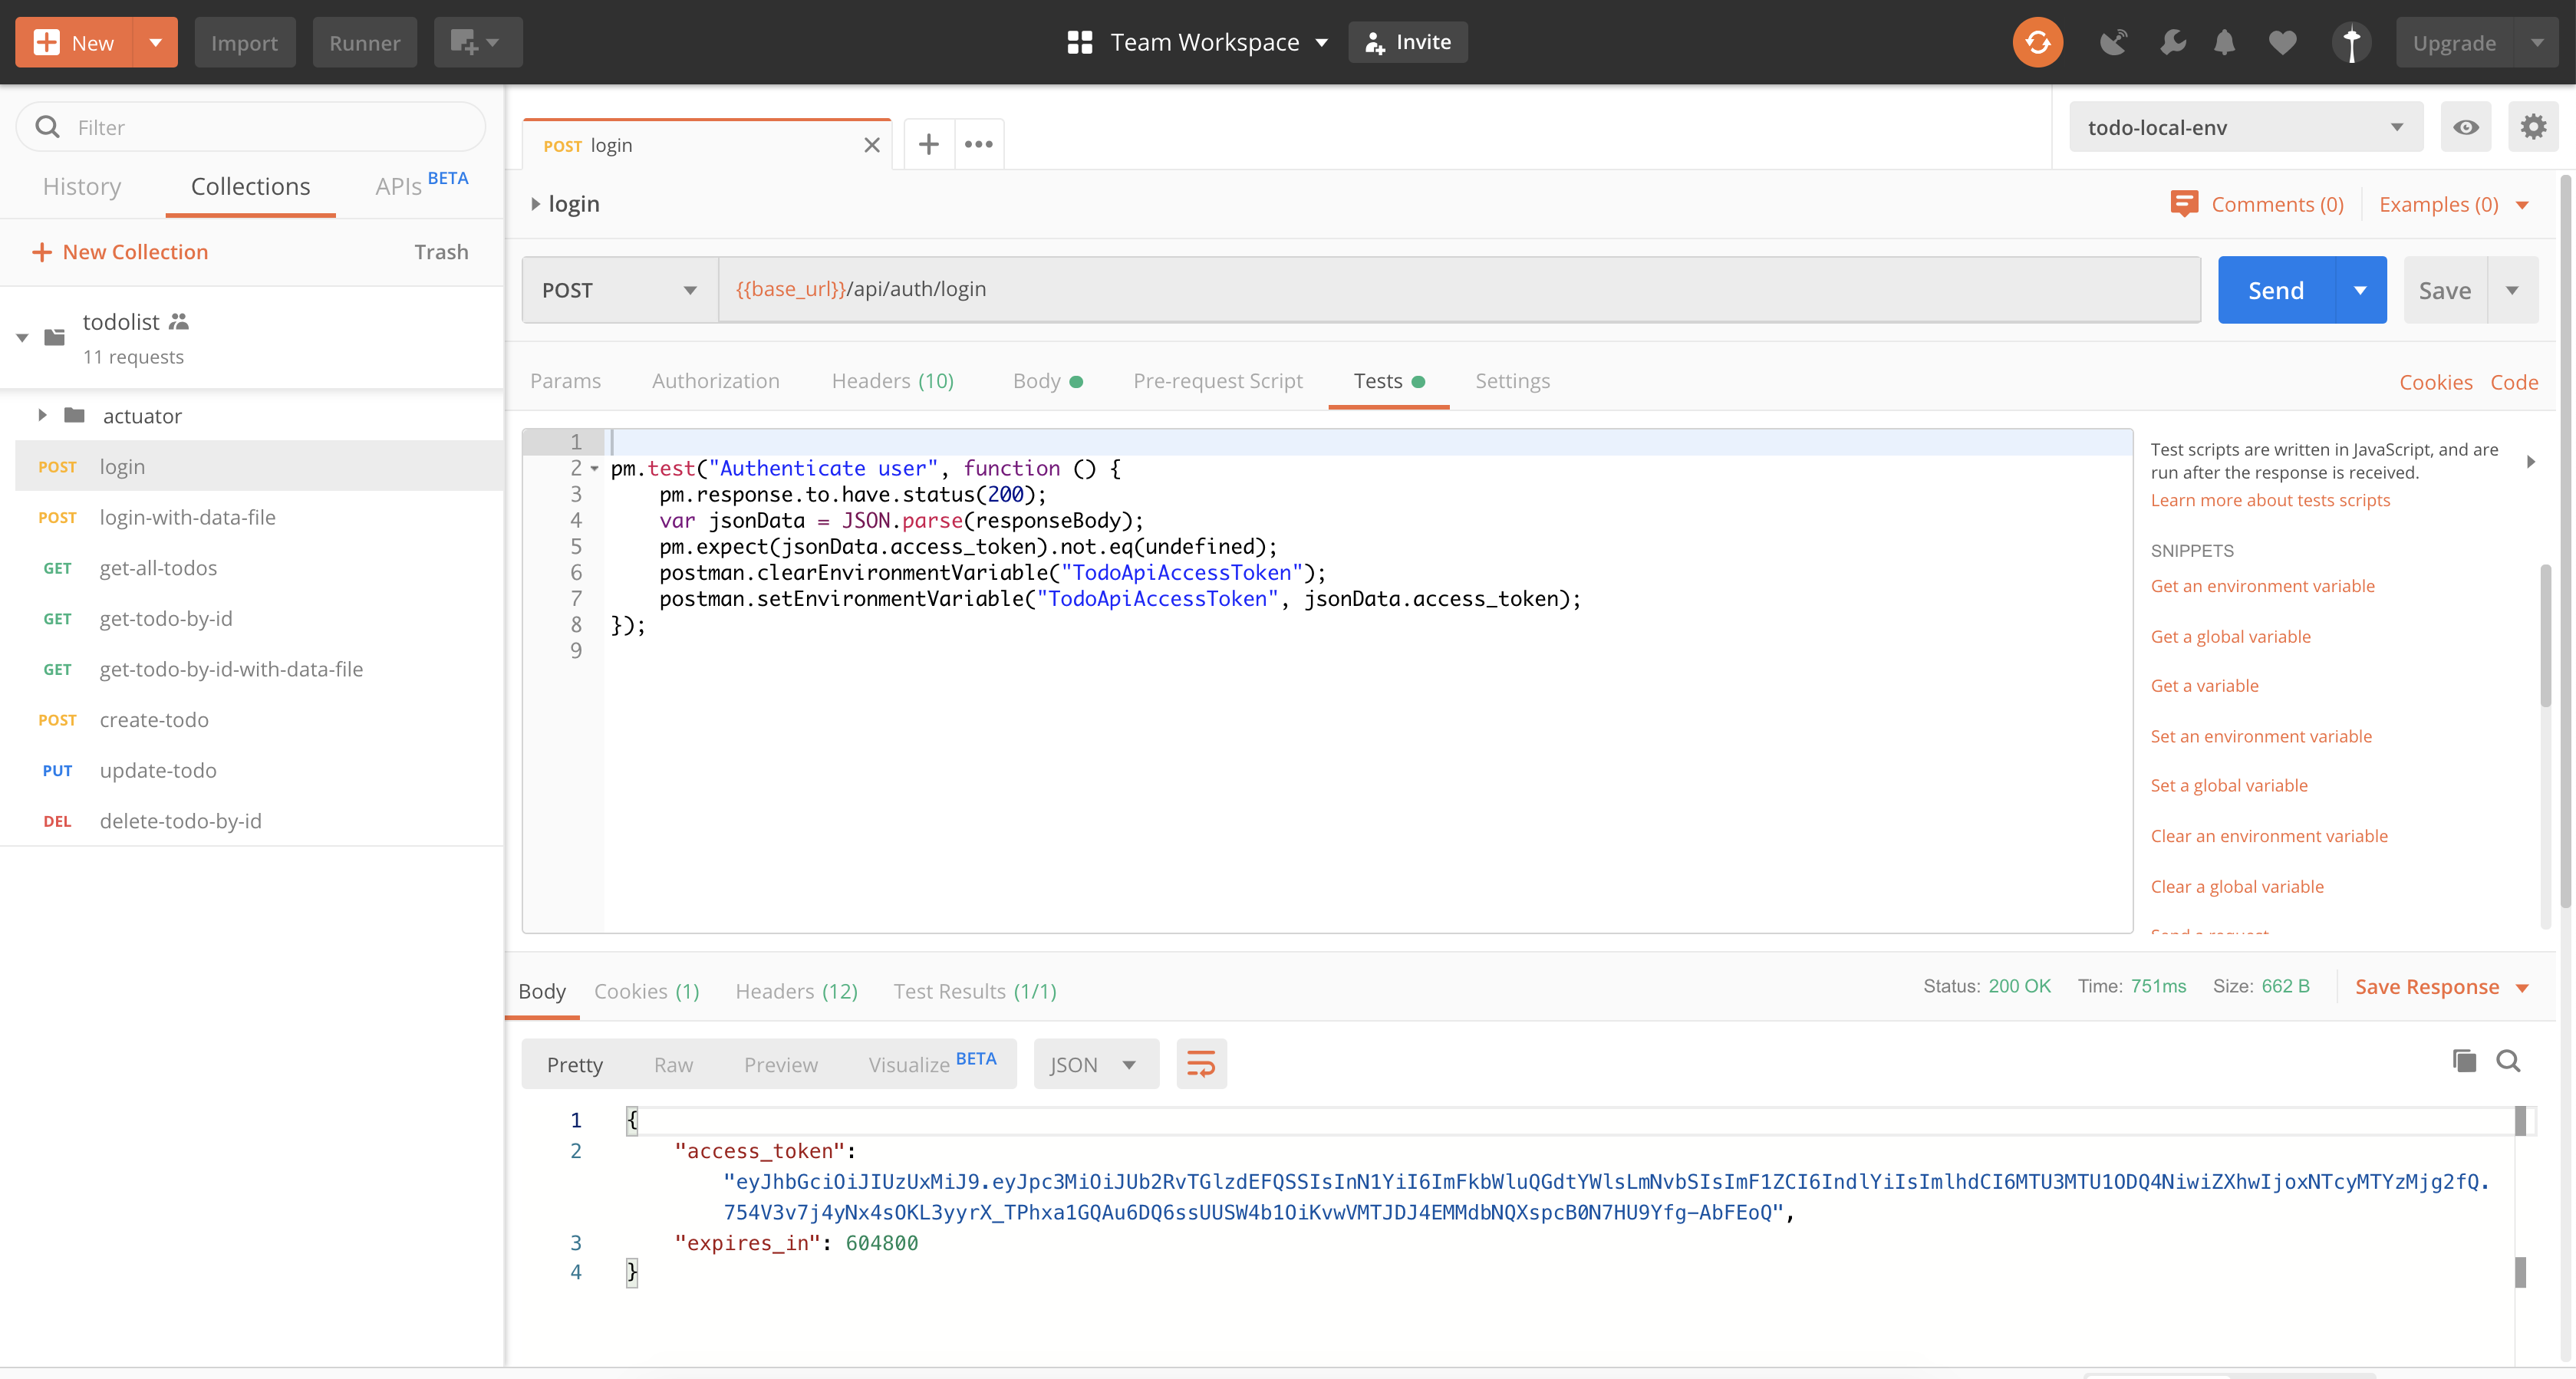 New
Import
Runner
Team Workspace
Invite
Upgrade
Filter
History
Collections
APIs BETA
New Collection
Trash
todolist
11 requests
actuator
POST login
POST login-with-data-file
GET get-all-todos
GET get-todo-by-id
GET get-todo-by-id-with-data-file
POST create-todo
PUT update-todo
DEL delete-todo-by-id
POST login
todo-local-env
login
Comments (0)
Examples (0)
POST
{{base_url}}/api/auth/login
Send
Save
Params
Authorization
Headers (10)
Body
Pre-request Script
Tests
Settings
Cookies
Code
1
2 pm.test("Authenticate user", function () {
3 pm.response.to.have.status(200);
4 var jsonData = JSON.parse(responseBody);
5 pm.expect(jsonData.access_token).not.eq(undefined);
6 postman.clearEnvironmentVariable("TodoApiAccessToken");
7 postman.setEnvironmentVariable("TodoApiAccessToken", jsonData.access_token);
8 });
9
Test scripts are written in JavaScript, and are
run after the response is received.
Learn more about tests scripts
SNIPPETS
Get an environment variable
Get a global variable
Get a variable
Set an environment variable
Set a global variable
Clear an environment variable
Clear a global variable
Send a request
Body
Cookies (1)
Headers (12)
Test Results (1/1)
Status: 200 OK
Time: 751ms
Size: 662 B
Save Response
Pretty
Raw
Preview
Visualize BETA
JSON
1 {
2 "access_token":
"eyJhbGciOiJIUzUxMiJ9.eyJpc3MiOiJUb2RvTGlzdEFQSSIsInN1YiI6ImFkbWluQGdtYWlsLmNvbSIsImF1ZCI6IndlYiIsImlhdCI6MTU3MTU1ODQ4NiwiZXhwIjoxNTcyMTYzMjg2fQ.
754V3v7j4yNx4sOKL3yyrX_TPhxa1GQAu6DQ6ssUUSW4b1OiKvwVMTJDJ4EMMdbNQXspcB0N7HU9Yfg-AbFEoQ",
3 "expires_in": 604800
4 }